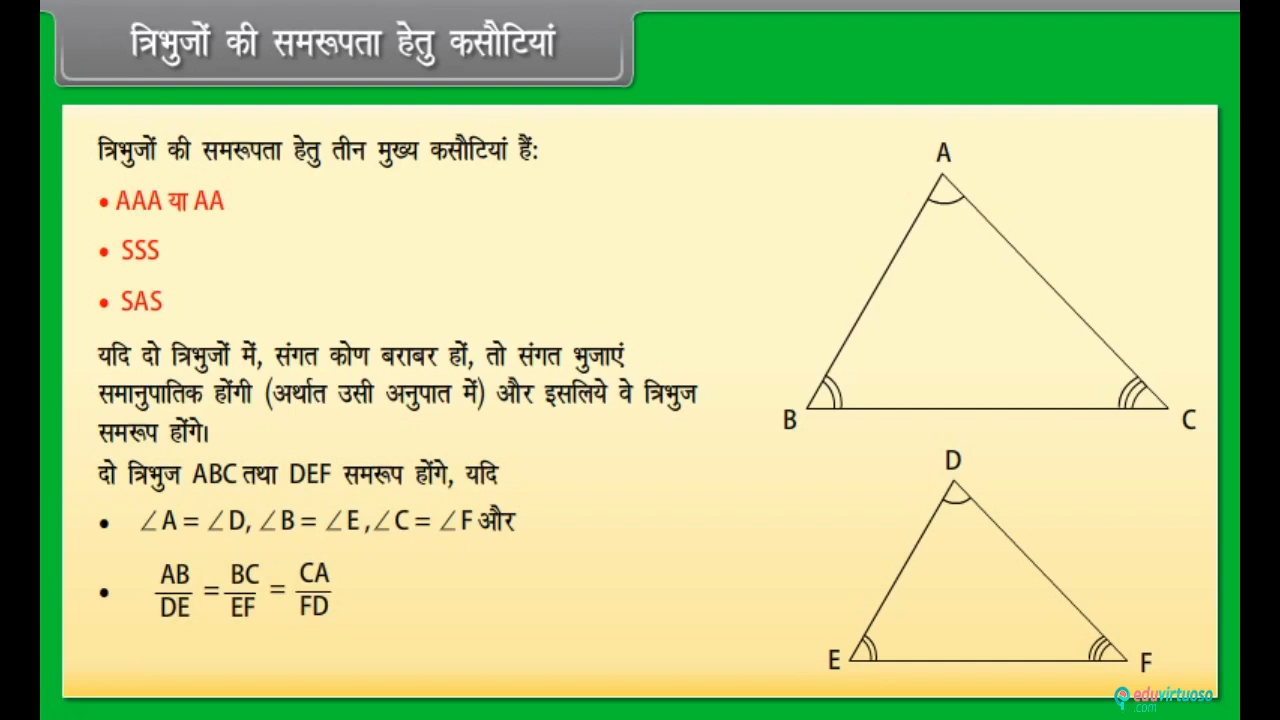 त्रिभुजों की समरूपता हेतु कसौटियां
त्रिभुजों की समरूपता हेतु तीन मुख्य कसौटियां हैं:
• AAA या AA
• SSS
• SAS
यदि दो त्रिभुजों में, संगत कोण बराबर हों, तो संगत भुजाएं
समानुपातिक होंगी (अर्थात उसी अनुपात में) और इसलिये वे त्रिभुज
समरूप होंगे।
दो त्रिभुज ABC तथा DEF समरूप होंगे, यदि
• ∠A = ∠D, ∠B = ∠E ,∠C = ∠F और
• AB/DE = BC/EF = CA/FD
A
B
C
D
E
F
eduvirtuoso
.com